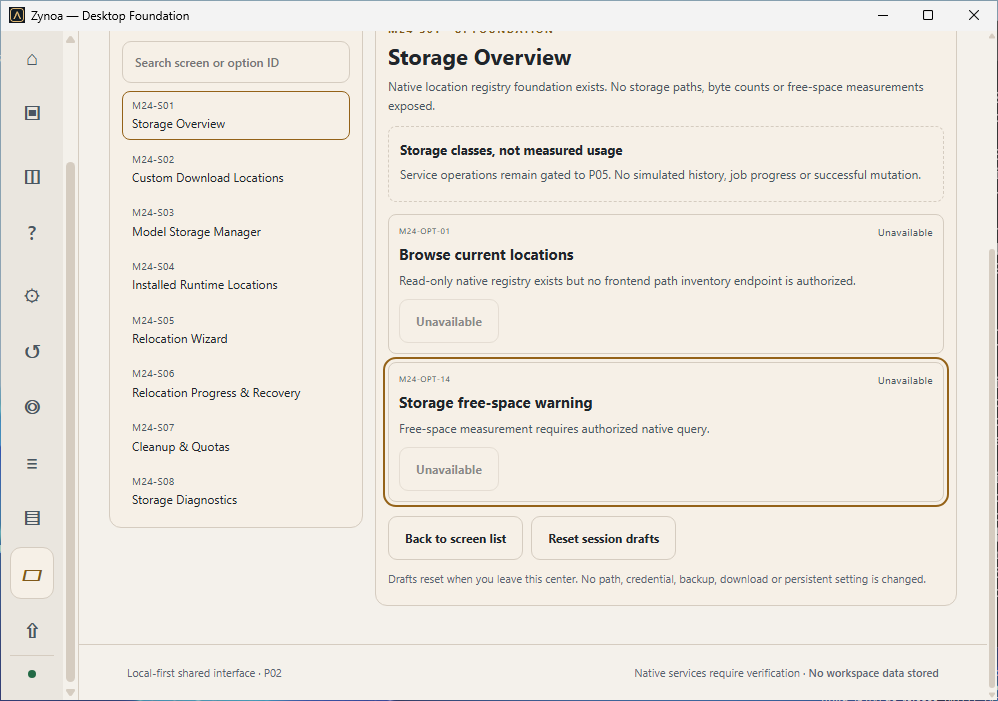 Zynoa — Desktop Foundation
Search screen or option ID
M24-S01
Storage Overview
M24-S02
Custom Download Locations
M24-S03
Model Storage Manager
M24-S04
Installed Runtime Locations
M24-S05
Relocation Wizard
M24-S06
Relocation Progress & Recovery
M24-S07
Cleanup & Quotas
M24-S08
Storage Diagnostics
Storage Overview
Native location registry foundation exists. No storage paths, byte counts or free-space measurements
exposed.
Storage classes, not measured usage
Service operations remain gated to P05. No simulated history, job progress or successful mutation.
M24-OPT-01
Unavailable
Browse current locations
Read-only native registry exists but no frontend path inventory endpoint is authorized.
Unavailable
M24-OPT-14
Unavailable
Storage free-space warning
Free-space measurement requires authorized native query.
Unavailable
Back to screen list
Reset session drafts
Drafts reset when you leave this center. No path, credential, backup, download or persistent setting is changed.
Local-first shared interface · P02
Native services require verification · No workspace data stored